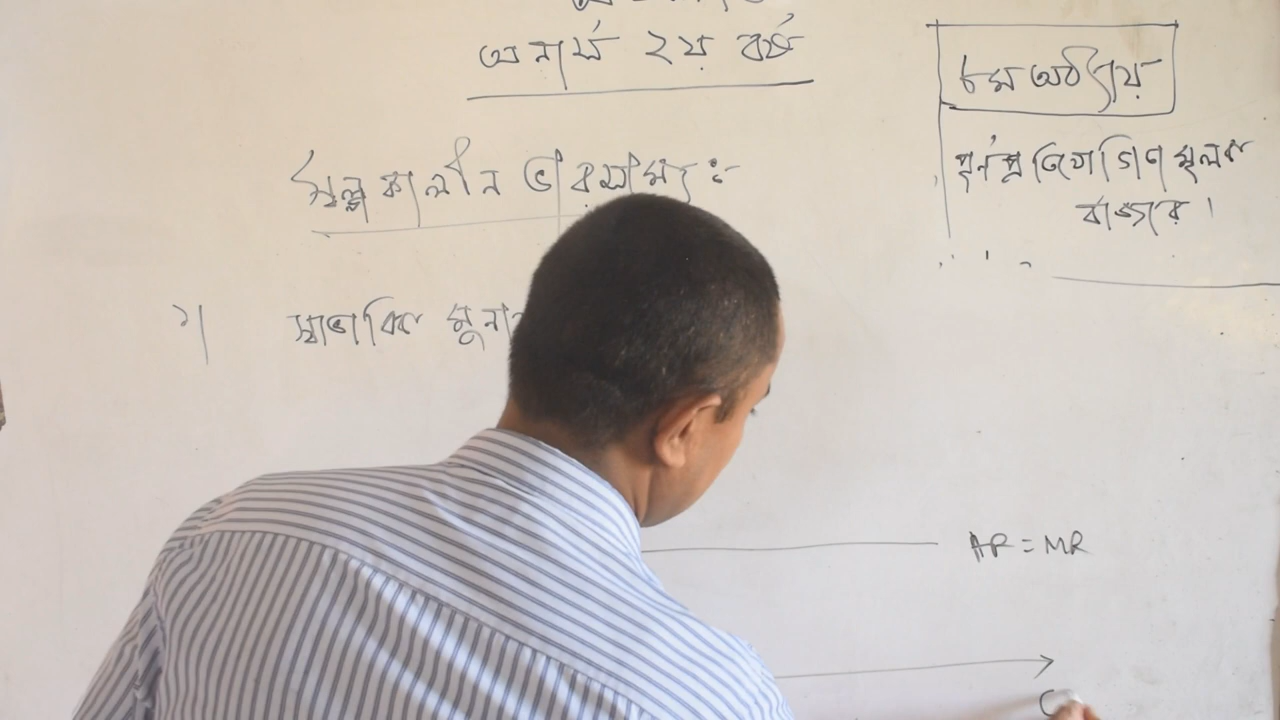 অনার্স ২য় বর্ষ
৮ম অধ্যায়
পূর্ণপ্রতিযোগিতামূলক
বাজার।
স্বল্পকালীন ভারসাম্য ঃ
১। স্বাভাবিক মুনা
AR = MR